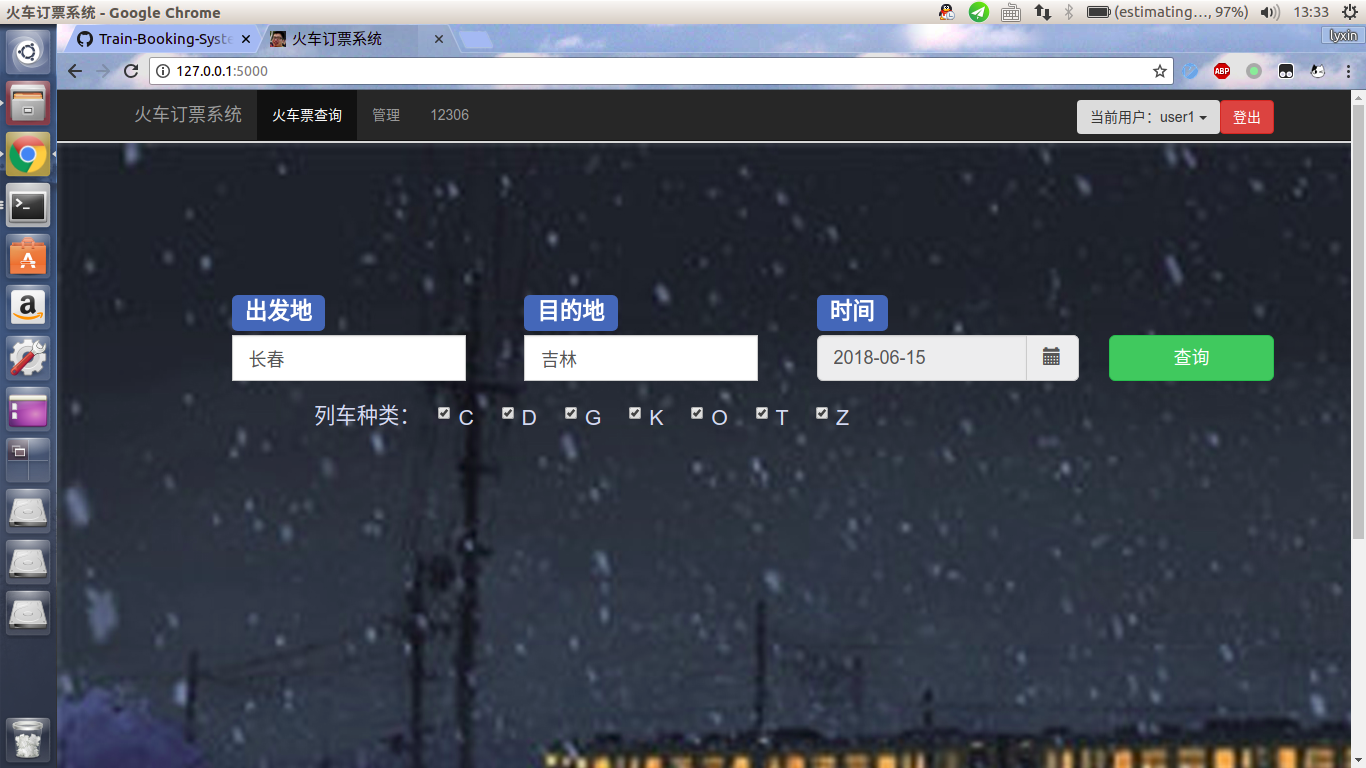 火车订票系统 - Google Chrome
(estimating..., 97%) 13:33
Train-Booking-Syste
火车订票系统
lyxin
127.0.0.1:5000
ABP
火车订票系统 火车票查询 管理 12306 当前用户：user1 登出
出发地 目的地 时间
长春 吉林 2018-06-15 查询
列车种类： C D G K O T Z